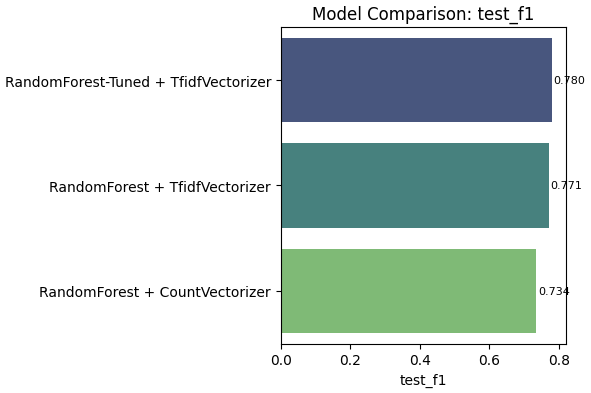 Model Comparison: test_f1
RandomForest-Tuned + TfidfVectorizer
0.780
RandomForest + TfidfVectorizer
0.771
RandomForest + CountVectorizer
0.734
0.0 0.2 0.4 0.6 0.8
test_f1